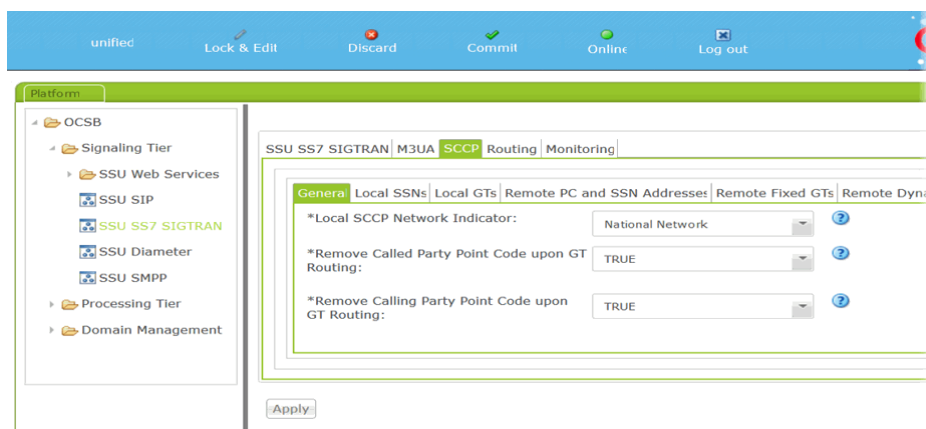 unified
Lock & Edit
Discard
Commit
Online
Log out
Platform
OCSB
Signaling Tier
SSU Web Services
SSU SIP
SSU SS7 SIGTRAN
SSU Diameter
SSU SMPP
Processing Tier
Domain Management
SSU SS7 SIGTRAN M3UA SCCP Routing Monitoring
General Local SSNs Local GTs Remote PC and SSN Addresses Remote Fixed GTs Remote Dyna
*Local SCCP Network Indicator:
National Network
*Remove Called Party Point Code upon GT
Routing:
TRUE
*Remove Calling Party Point Code upon
GT Routing:
TRUE
Apply